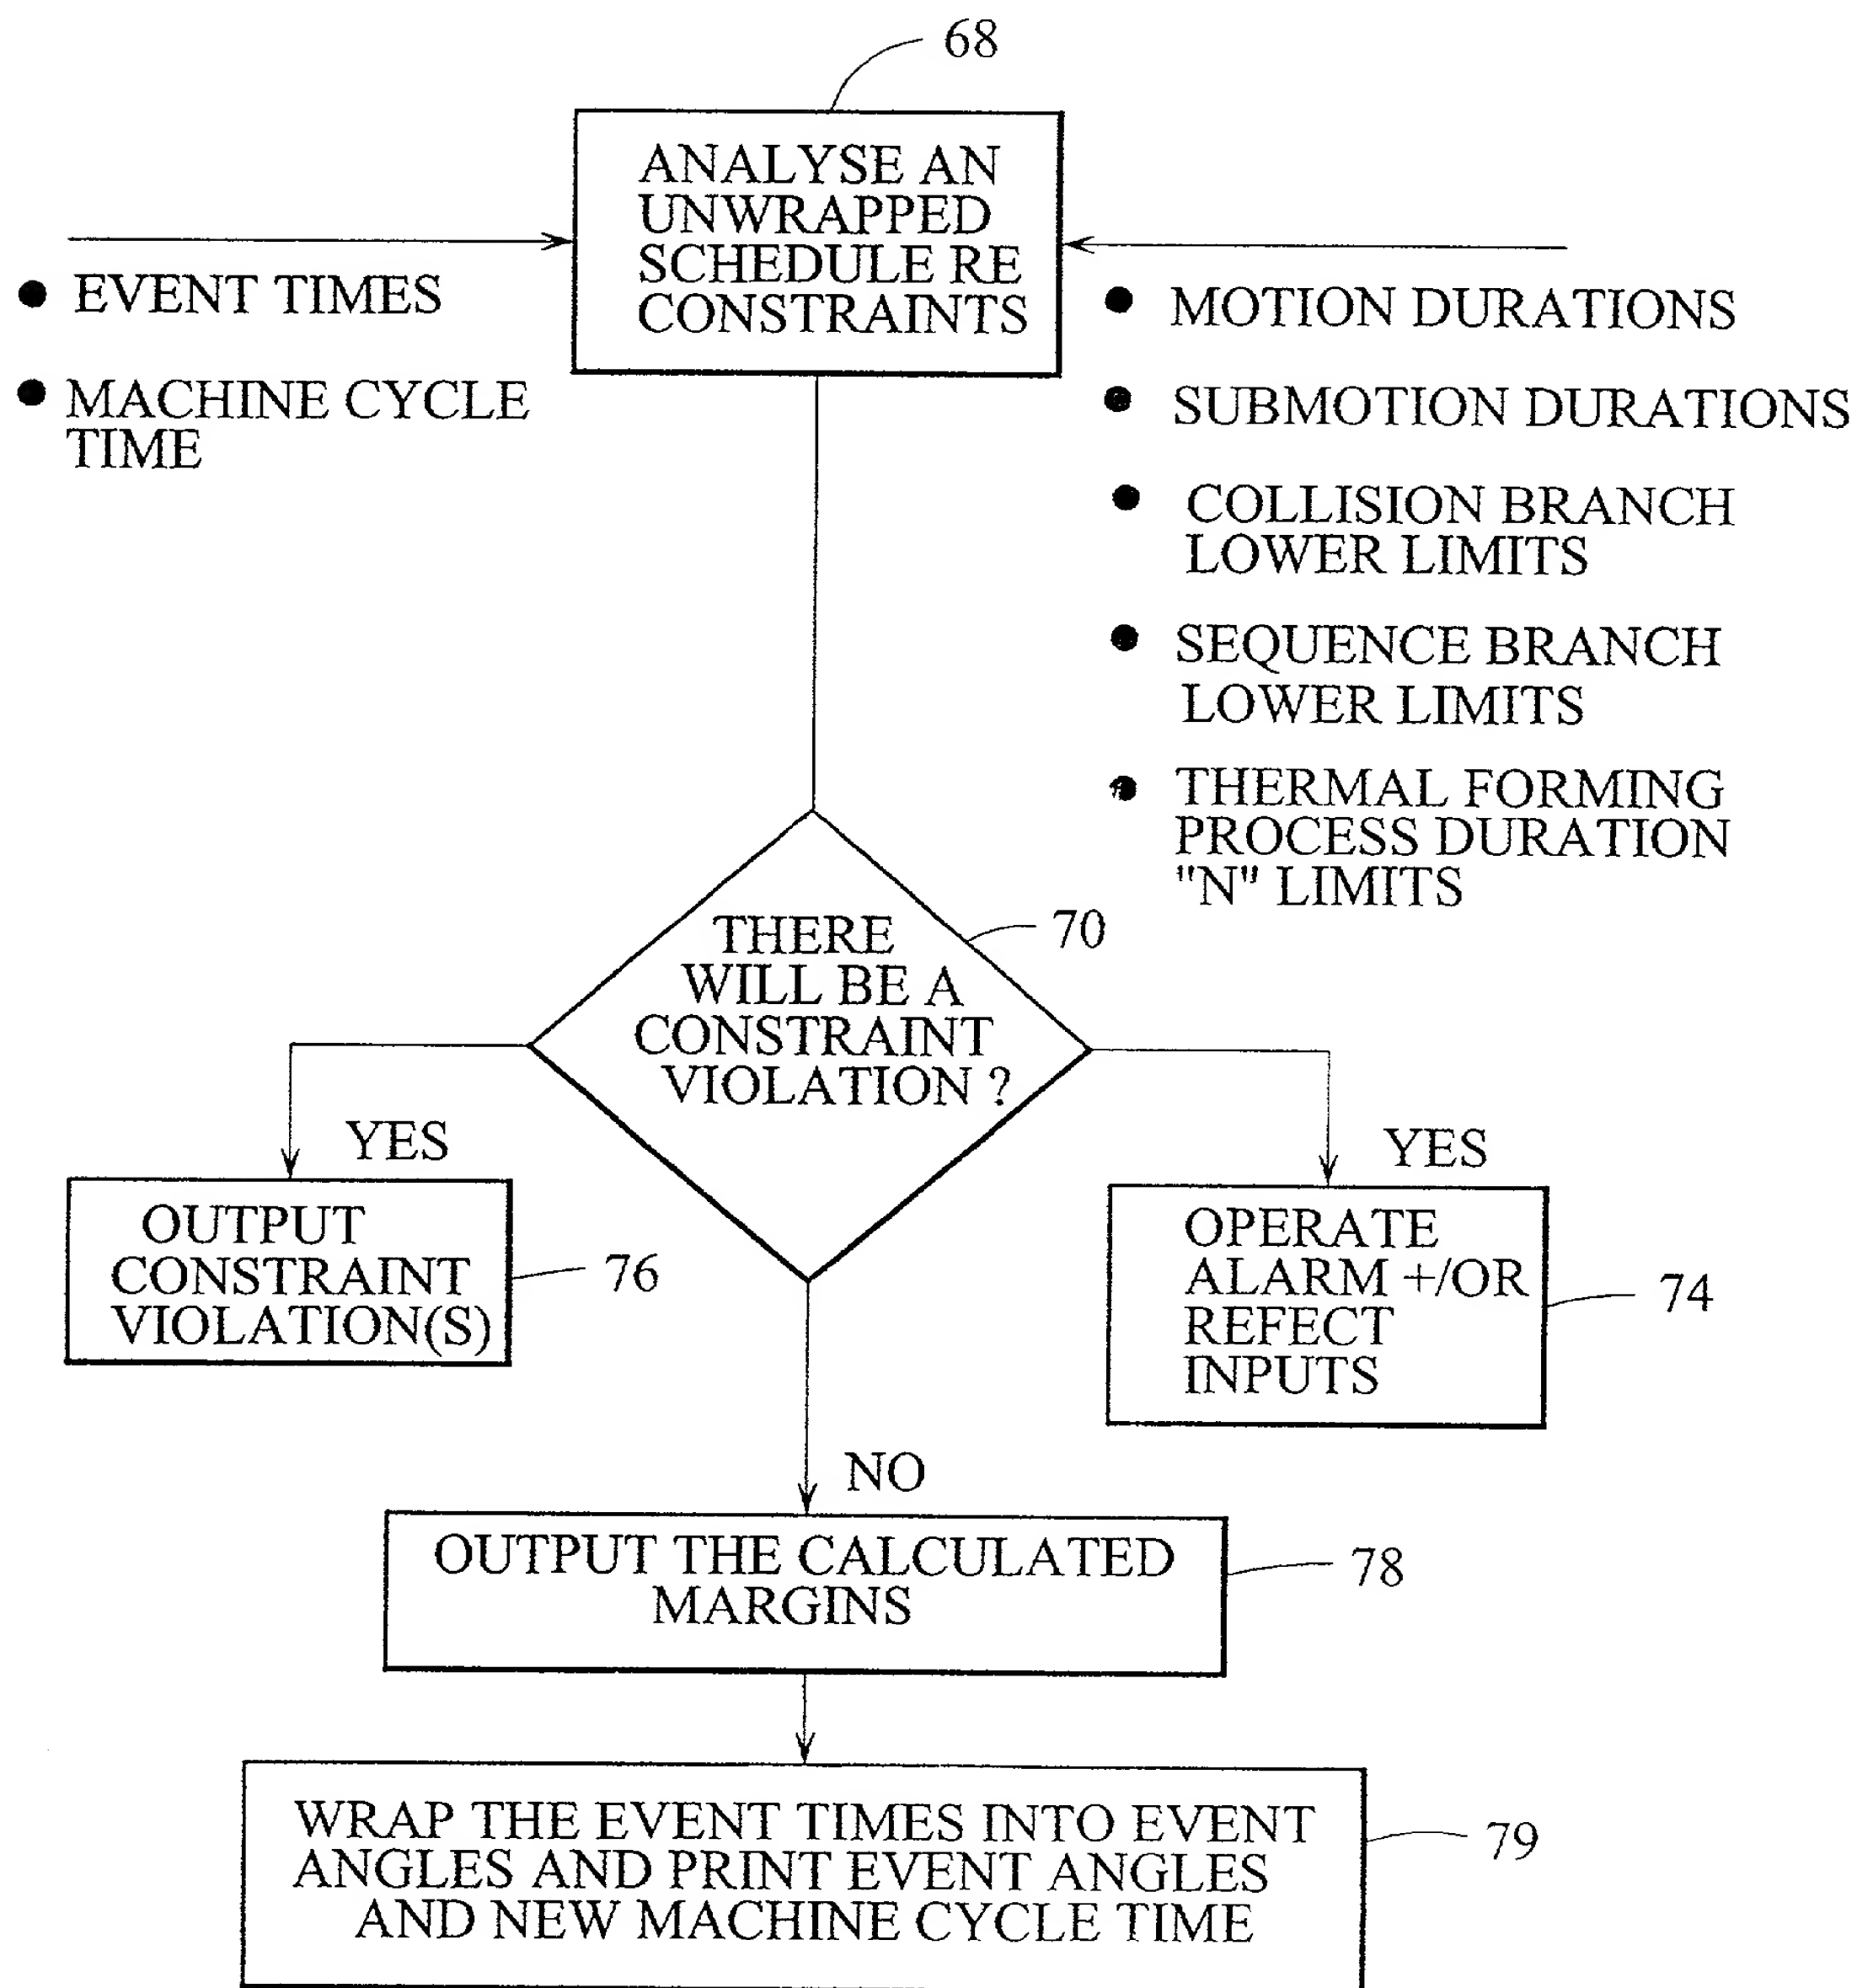 68
ANALYSE AN
UNWRAPPED
SCHEDULE RE
CONSTRAINTS
● EVENT TIMES
● MACHINE CYCLE
TIME
● MOTION DURATIONS
● SUBMOTION DURATIONS
● COLLISION BRANCH
LOWER LIMITS
● SEQUENCE BRANCH
LOWER LIMITS
● THERMAL FORMING
PROCESS DURATION
"N" LIMITS
70
THERE
WILL BE A
CONSTRAINT
VIOLATION ?
YES
OUTPUT
CONSTRAINT
VIOLATION(S)
76
YES
OPERATE
ALARM +/OR
REFECT
INPUTS
74
NO
OUTPUT THE CALCULATED
MARGINS
78
WRAP THE EVENT TIMES INTO EVENT
ANGLES AND PRINT EVENT ANGLES
AND NEW MACHINE CYCLE TIME
79